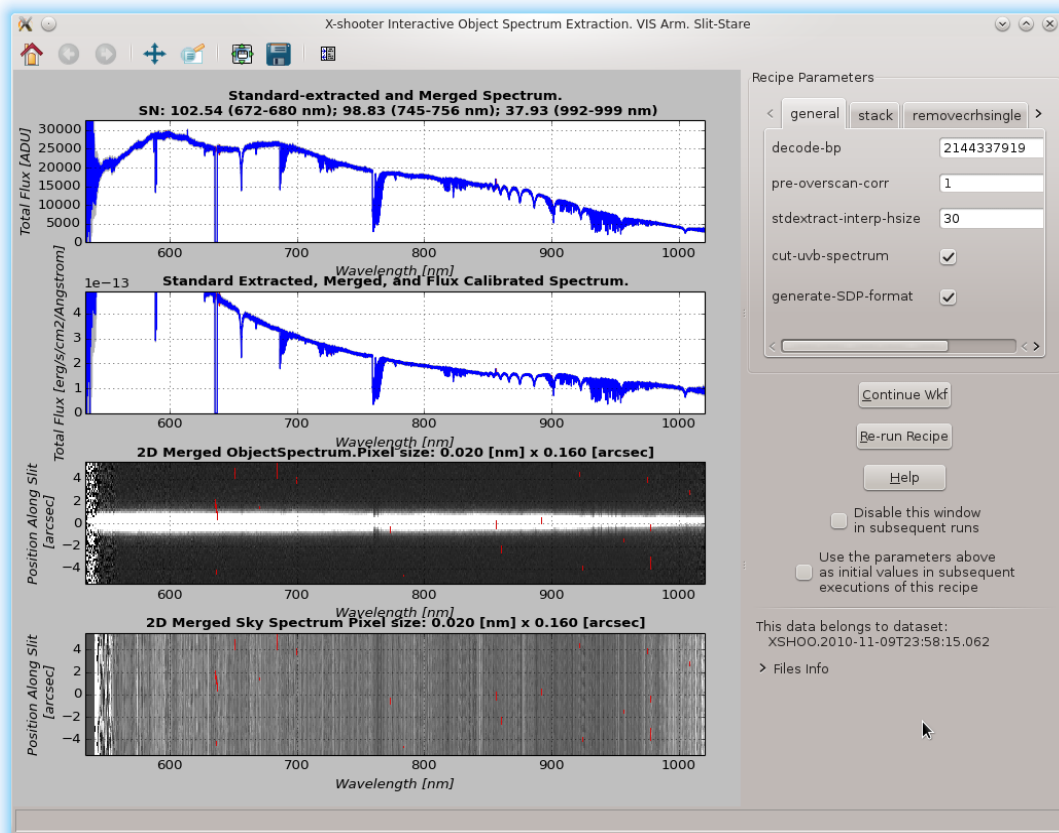 X-shooter Interactive Object Spectrum Extraction. VIS Arm. Slit-Stare
Standard-extracted and Merged Spectrum.
SN: 102.54 (672-680 nm); 98.83 (745-756 nm); 37.93 (992-999 nm)
Total Flux [ADU]
30000
25000
20000
15000
10000
5000
0
600
700
800
900
1000
Wavelength [nm]
Standard Extracted, Merged, and Flux Calibrated Spectrum.
1e−13
Total Flux [erg/s/cm2/Angstrom]
4
3
2
1
0
600
700
800
900
1000
Wavelength [nm]
2D Merged ObjectSpectrum.Pixel size: 0.020 [nm] x 0.160 [arcsec]
Position Along Slit
[arcsec]
4
2
0
−2
−4
600
700
800
900
1000
Wavelength [nm]
2D Merged Sky Spectrum Pixel size: 0.020 [nm] x 0.160 [arcsec]
Position Along Slit
[arcsec]
4
2
0
−2
−4
600
700
800
900
1000
Wavelength [nm]
Recipe Parameters
general stack removecrhsingle
decode-bp 2144337919
pre-overscan-corr 1
stdextract-interp-hsize 30
cut-uvb-spectrum
generate-SDP-format
Continue Wkf
Re-run Recipe
Help
Disable this window
in subsequent runs
Use the parameters above
as initial values in subsequent
executions of this recipe
This data belongs to dataset:
XSHOO.2010-11-09T23:58:15.062
Files Info